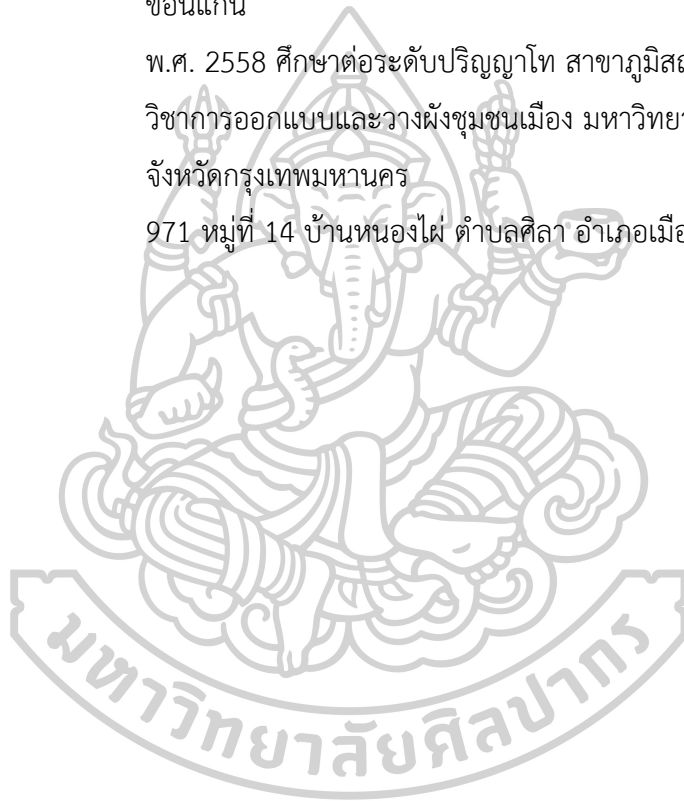 ขอนแก่น
พ.ศ. 2558 ศึกษาต่อระดับปริญญาโท สาขาภูมิสถ
วิชาการออกแบบและวางผังชุมชนเมือง มหาวิทยา
จังหวัดกรุงเทพมหานคร
971 หมู่ที่ 14 บ้านหนองไผ่ ตำบลศิลา อำเภอเมือ
มหาวิทยาลัยศิลปากร